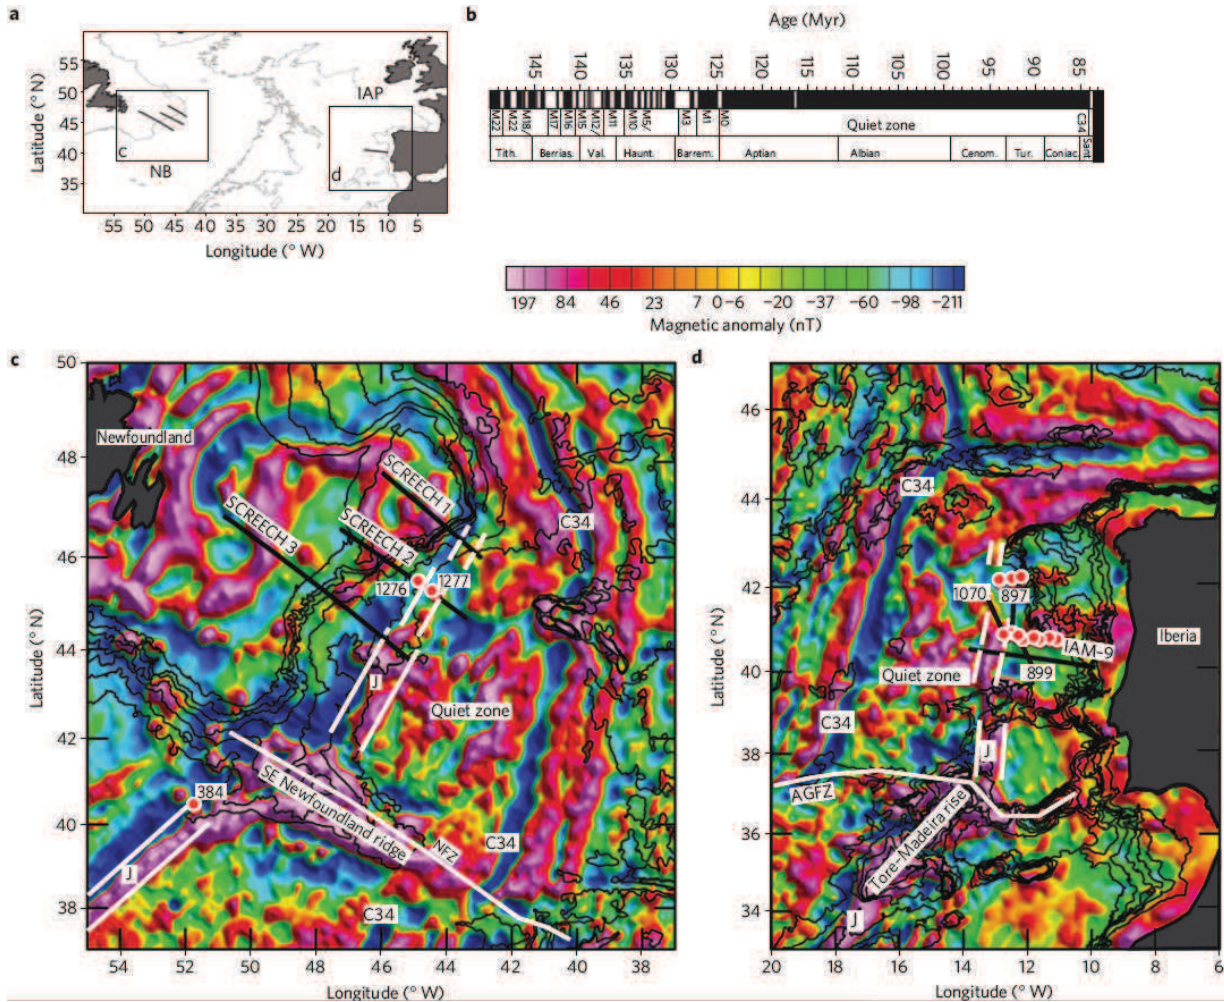 a
55
50
45
40
35
Latitude (° N)
IAP
c
NB
d
55 50 45 40 35 30 25 20 15 10 5
Longitude (° W)
b
Age (Myr)
145 140 135 130 125 120 115 110 105 100 95 90 85
M22 M22 M18/ M17 M16 M15 M12/ M11 M10 M5/ M3 M1 M0 Quiet zone C34
Tith. Berrias. Val. Haunt. Barrem. Aptian Albian Cenom. Tur. Coniac. Sant
197 84 46 23 7 0 −6 −20 −37 −60 −98 −211
Magnetic anomaly (nT)
c
50
48
46
44
42
40
38
Latitude (° N)
Newfoundland
SCREECH 1
SCREECH 2
SCREECH 3
C34
1276
1277
J
Quiet zone
384
SE Newfoundland ridge
NFZ
C34
J
C34
54 52 50 48 46 44 42 40 38
Longitude (° W)
d
46
44
42
40
38
36
34
Latitude (° N)
C34
1070
897
Iberia
IAM-9
Quiet zone
899
C34
J
AGFZ
Tore-Madeira rise
J
20 18 16 14 12 10 8 6
Longitude (° W)